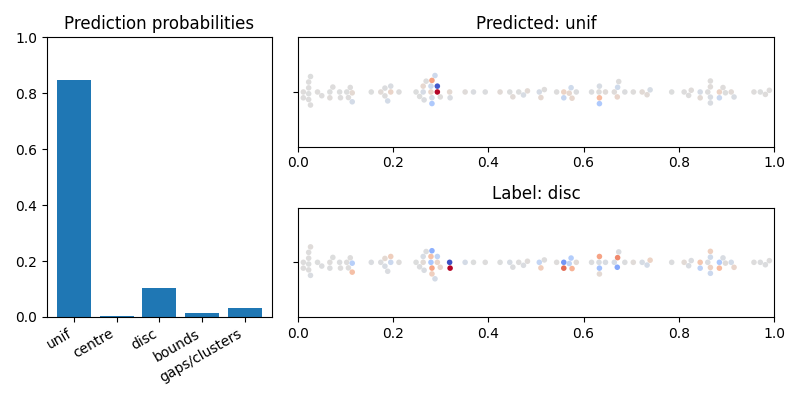 Prediction probabilities
1.0
0.8
0.6
0.4
0.2
0.0
unif
centre
disc
bounds
gaps/clusters
Predicted: unif
0.0 0.2 0.4 0.6 0.8 1.0
Label: disc
0.0 0.2 0.4 0.6 0.8 1.0